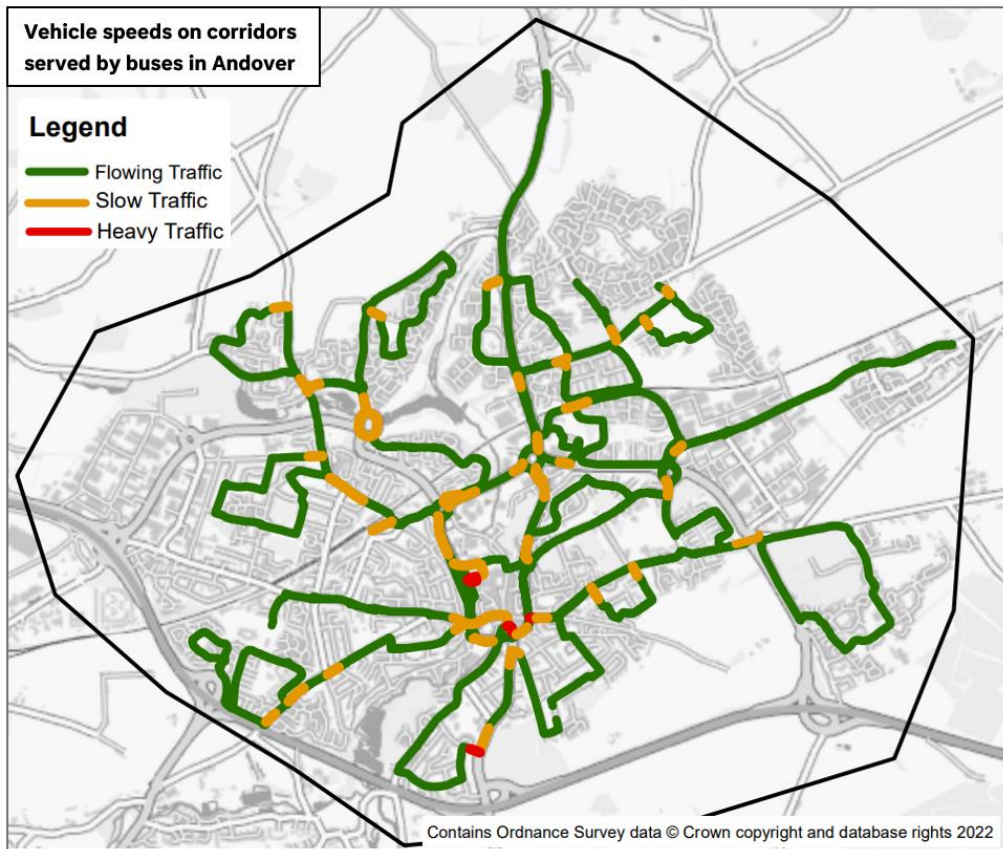 Vehicle speeds on corridors
served by buses in Andover
Legend
Flowing Traffic
Slow Traffic
Heavy Traffic
Contains Ordnance Survey data © Crown copyright and database rights 2022